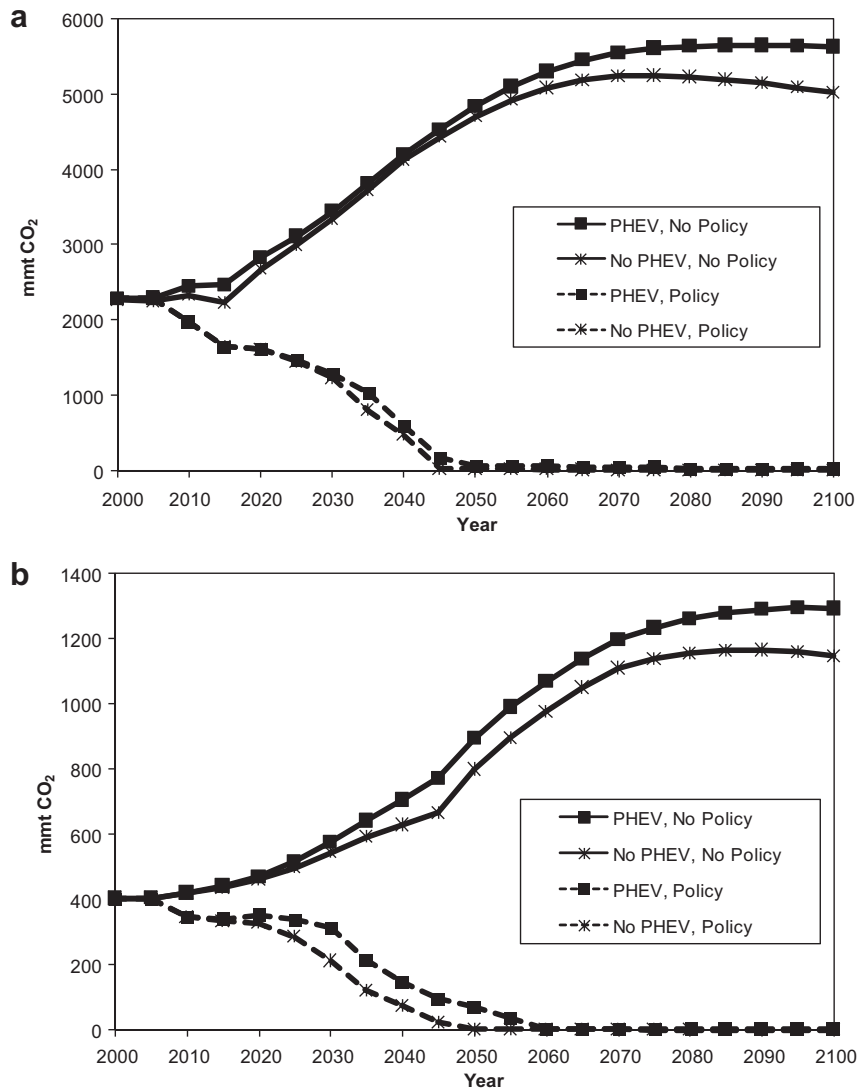 a
6000
5000
4000
3000
2000
1000
0
mmt CO2
PHEV, No Policy
No PHEV, No Policy
PHEV, Policy
No PHEV, Policy
2000 2010 2020 2030 2040 2050 2060 2070 2080 2090 2100
Year
b
1400
1200
1000
800
600
400
200
0
mmt CO2
PHEV, No Policy
No PHEV, No Policy
PHEV, Policy
No PHEV, Policy
2000 2010 2020 2030 2040 2050 2060 2070 2080 2090 2100
Year